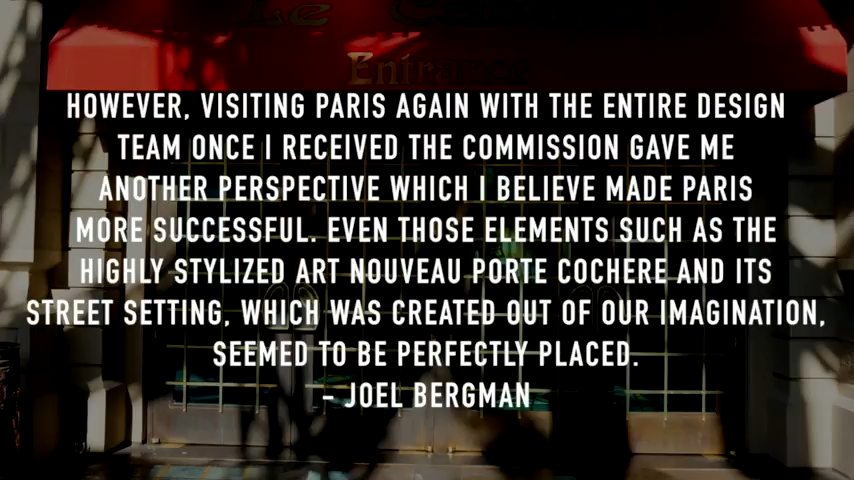 Le
Entrance
HOWEVER, VISITING PARIS AGAIN WITH THE ENTIRE DESIGN
TEAM ONCE I RECEIVED THE COMMISSION GAVE ME
ANOTHER PERSPECTIVE WHICH I BELIEVE MADE PARIS
MORE SUCCESSFUL. EVEN THOSE ELEMENTS SUCH AS THE
HIGHLY STYLIZED ART NOUVEAU PORTE COCHERE AND ITS
STREET SETTING, WHICH WAS CREATED OUT OF OUR IMAGINATION,
SEEMED TO BE PERFECTLY PLACED.
- JOEL BERGMAN